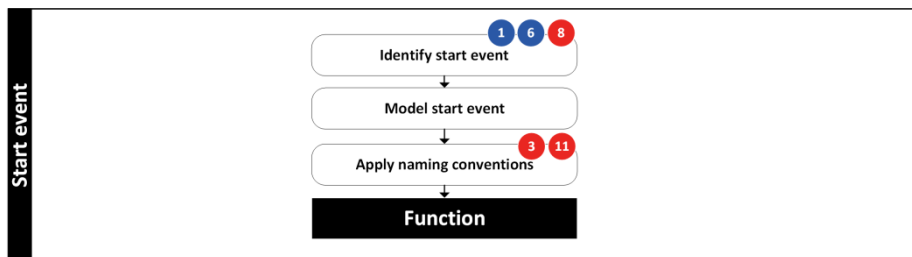 Start event
1 6 8
Identify start event
Model start event
3 11
Apply naming conventions
Function